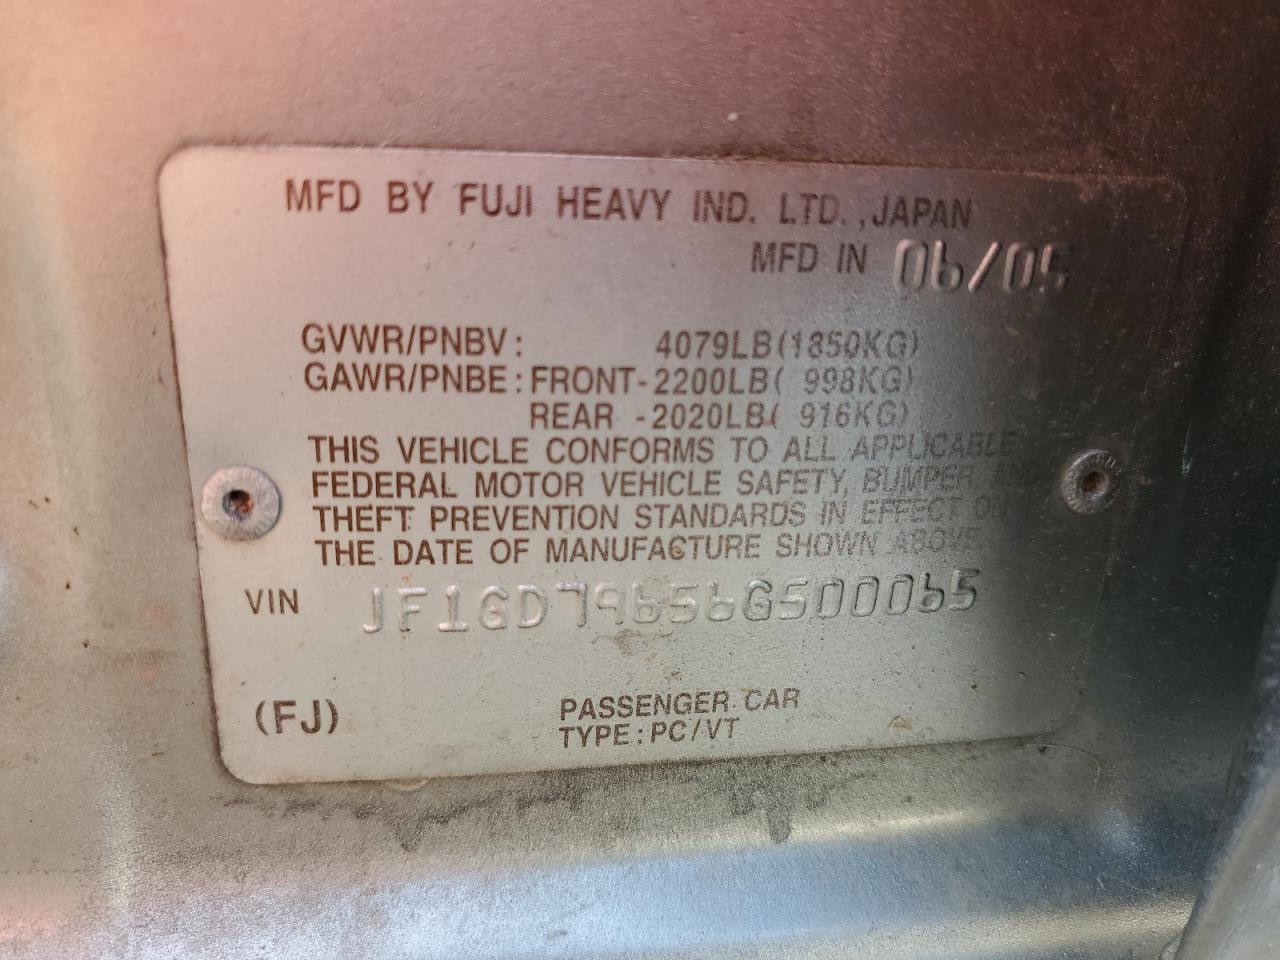 MFD BY FUJI HEAVY IND. LTD., JAPAN
MFD IN 06/05
GVWR/PNBV: 4079LB(1850KG)
GAWR/PNBE: FRONT-2200LB( 998KG)
REAR -2020LB( 916KG)
THIS VEHICLE CONFORMS TO ALL APPLICABLE
FEDERAL MOTOR VEHICLE SAFETY, BUMPER AND
THEFT PREVENTION STANDARDS IN EFFECT ON
THE DATE OF MANUFACTURE SHOWN ABOVE.
VIN JF1GD79656G500065
(FJ) PASSENGER CAR
TYPE: PC/VT